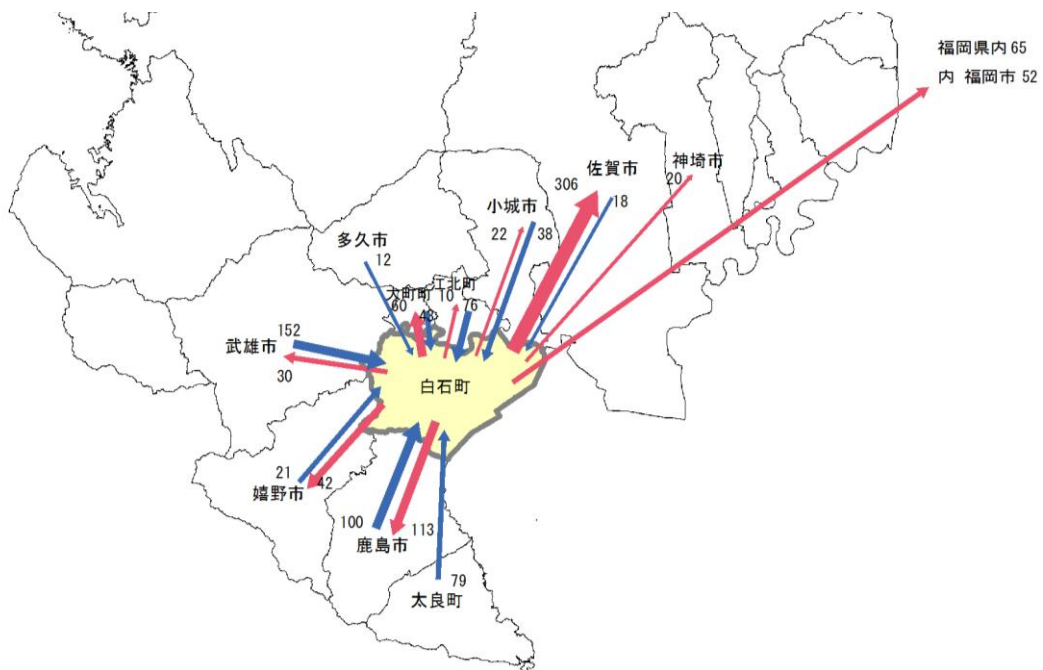 福岡県内 65
内 福岡市 52
佐賀市
神埼市
306
18
20
小城市
22
38
多久市
12
大町町
60
48
江北町
10
76
152
武雄市
30
白石町
21
42
嬉野市
100
113
鹿島市
79
太良町